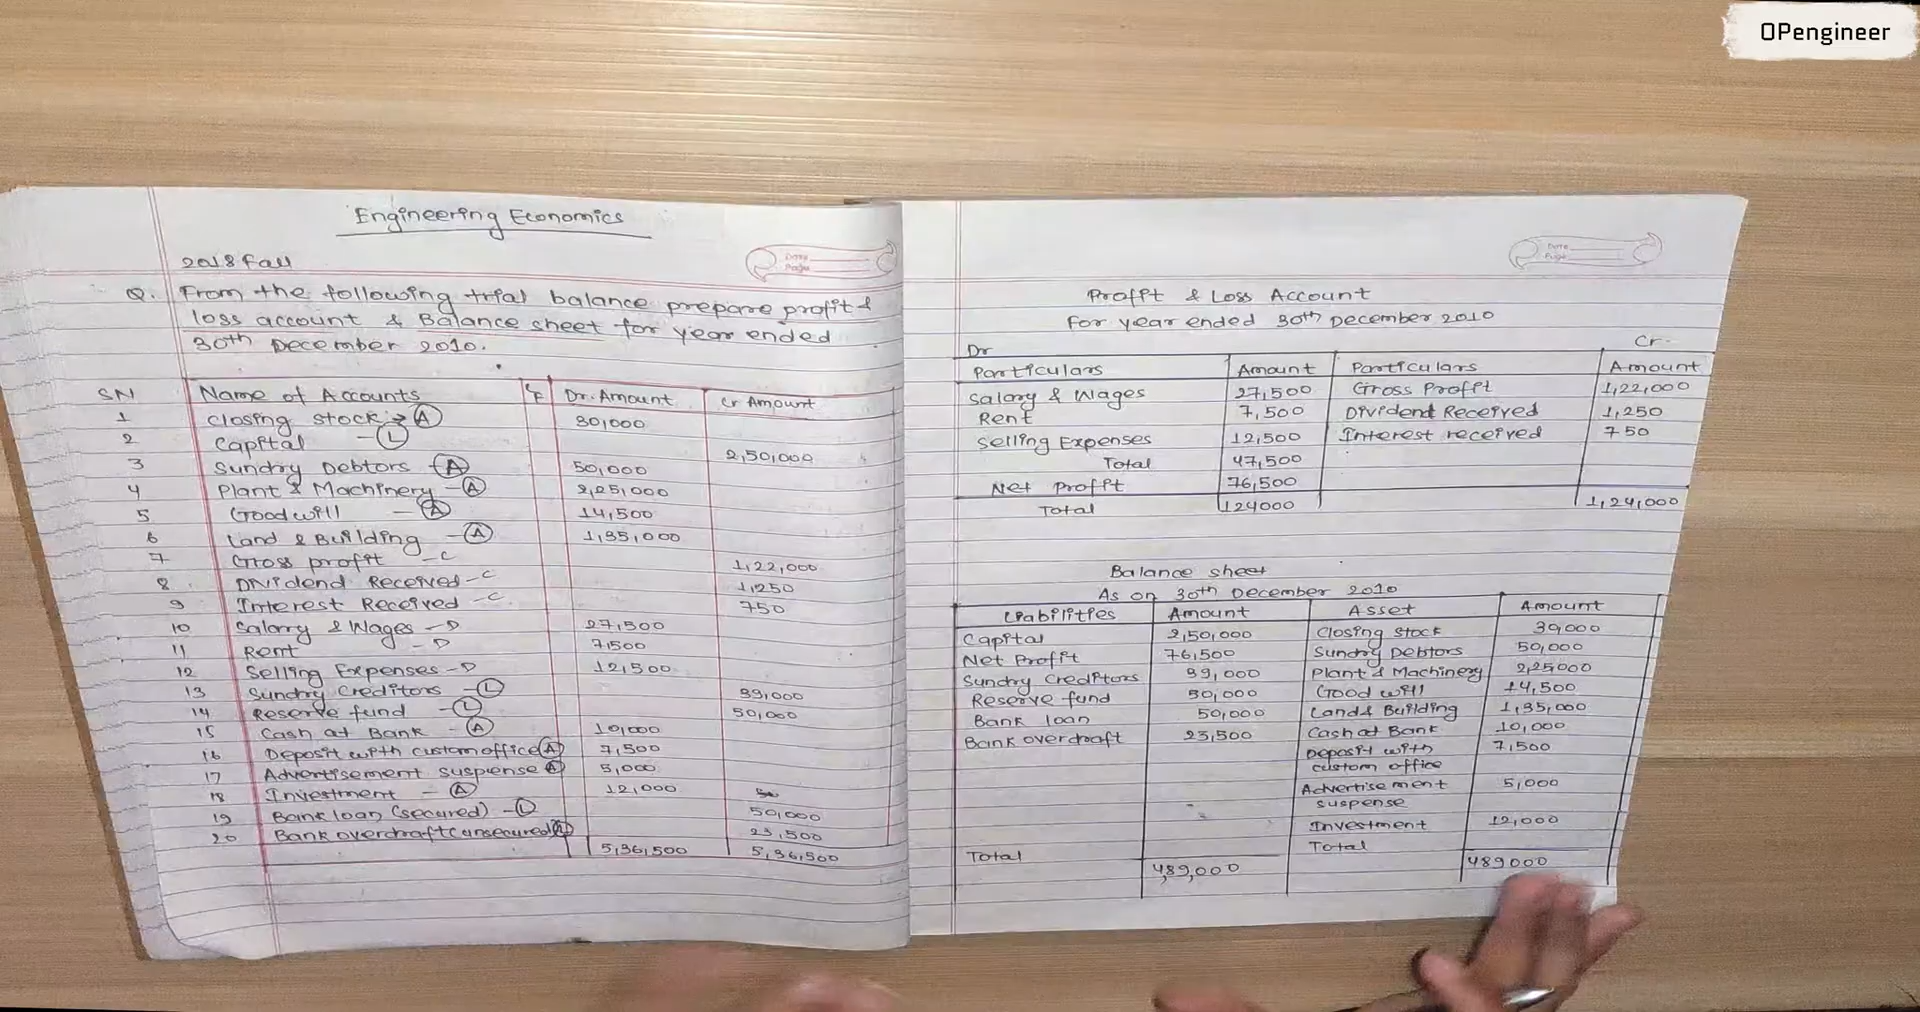 OPengineer
Engineering Economics
2018 Fall
Q. From the following trial balance prepare profit &
loss account & Balance sheet for year ended
30th December 2010.
SN Name of Accounts Dr. Amount Cr Amount
1 closing stock → A 30,000
2 Capital - L 2,50,000
3 Sundry Debtors - A 50,000
4 Plant & Machinery - A 2,25,000
5 Goodwill - A 14,500
6 Land & Building - A 1,35,000
7 Gross profit - C 1,22,000
8 Dividend Received - C 1,250
9 Interest Received - C 750
10 Salary & Wages - D 27,500
11 Rent - D 7,500
12 Selling Expenses - D 12,500
13 Sundry Creditors - L 39,000
14 Reserve fund - L 50,000
15 Cash at Bank - A 10,000
16 Deposit with custom office A 7,500
17 Advertisement suspense A 5,000
18 Investment - A 12,000
19 Bank loan (secured) - L 50,000
20 Bank overdraft (unsecured) 23,500
5,36,500 5,36,500
Date
Page
Profit & Loss Account
For year ended 30th December 2010
Dr Cr.
Particulars Amount Particulars Amount
Salary & Wages 27,500 Gross Profit 1,22,000
Rent 7,500 Dividend Received 1,250
Selling Expenses 12,500 Interest received 750
Total 47,500
Net Profit 76,500
Total 124000 1,24,000
Balance sheet
As on 30th December 2010
Liabilities Amount Asset Amount
Capital 2,50,000 Closing stock 30,000
Net Profit 76,500 Sundry Debtors 50,000
Sundry Creditors 39,000 Plant & Machinery 2,25000
Reserve fund 50,000 Good will 14,500
Bank loan 50,000 Land & Building 1,35,000
Bank overdraft 23,500 Cash at Bank 10,000
Deposit with 7,500
custom office
Advertisement 5,000
suspense
Investment 12,000
Total Total
4,89,000 489000